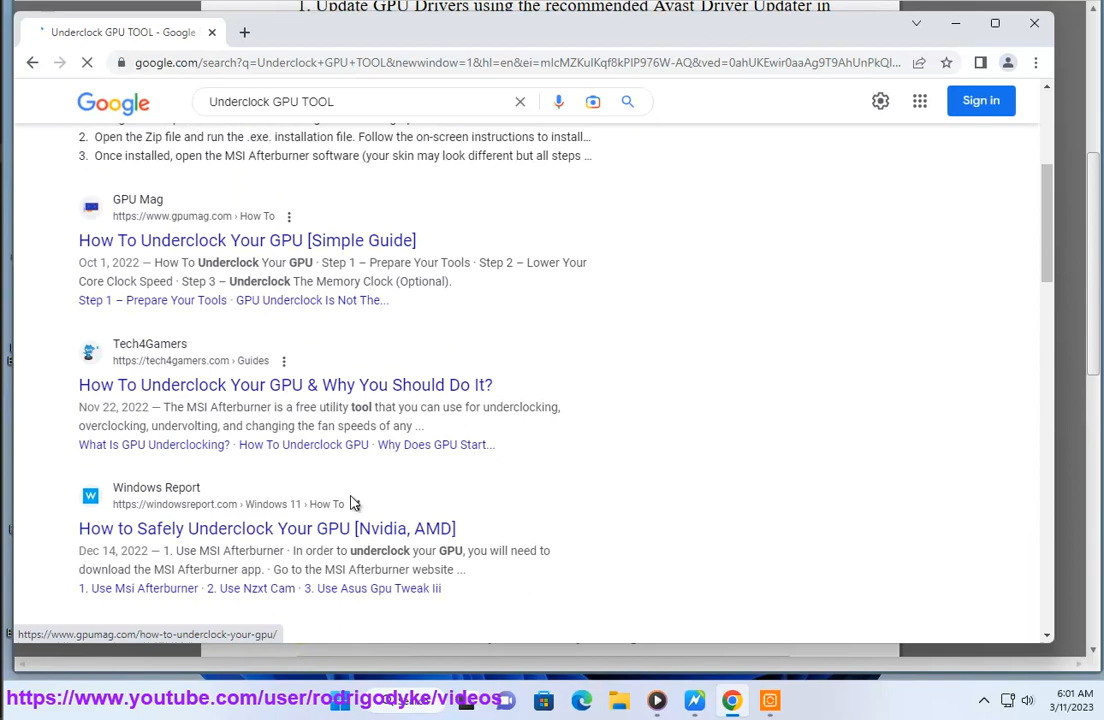 1. Update GPU Drivers using the recommended Avast Driver Updater in
Underclock GPU TOOL - Google
google.com/search?q=Underclock+GPU+TOOL&newwindow=1&hl=en&ei=mIcMZKuIKqf8kPIP976W-AQ&ved=0ahUKEwir0aaAg9T9AhUnPkQI...
Google
Underclock GPU TOOL
Sign in
2. Open the Zip file and run the .exe. installation file. Follow the on-screen instructions to install...
3. Once installed, open the MSI Afterburner software (your skin may look different but all steps ...
GPU Mag
https://www.gpumag.com › How To
How To Underclock Your GPU [Simple Guide]
Oct 1, 2022 — How To Underclock Your GPU · Step 1 – Prepare Your Tools · Step 2 – Lower Your
Core Clock Speed · Step 3 – Underclock The Memory Clock (Optional).
Step 1 – Prepare Your Tools · GPU Underclock Is Not The...
Tech4Gamers
https://tech4gamers.com › Guides
How To Underclock Your GPU & Why You Should Do It?
Nov 22, 2022 — The MSI Afterburner is a free utility tool that you can use for underclocking,
overclocking, undervolting, and changing the fan speeds of any ...
What Is GPU Underclocking? · How To Underclock GPU · Why Does GPU Start...
Windows Report
https://windowsreport.com › Windows 11 › How To
How to Safely Underclock Your GPU [Nvidia, AMD]
Dec 14, 2022 — 1. Use MSI Afterburner · In order to underclock your GPU, you will need to
download the MSI Afterburner app. · Go to the MSI Afterburner website ...
1. Use Msi Afterburner · 2. Use Nzxt Cam · 3. Use Asus Gpu Tweak Iii
https://www.gpumag.com/how-to-underclock-your-gpu/
https://www.youtube.com/user/rodrigodyke/videos
6:01 AM
3/11/2023